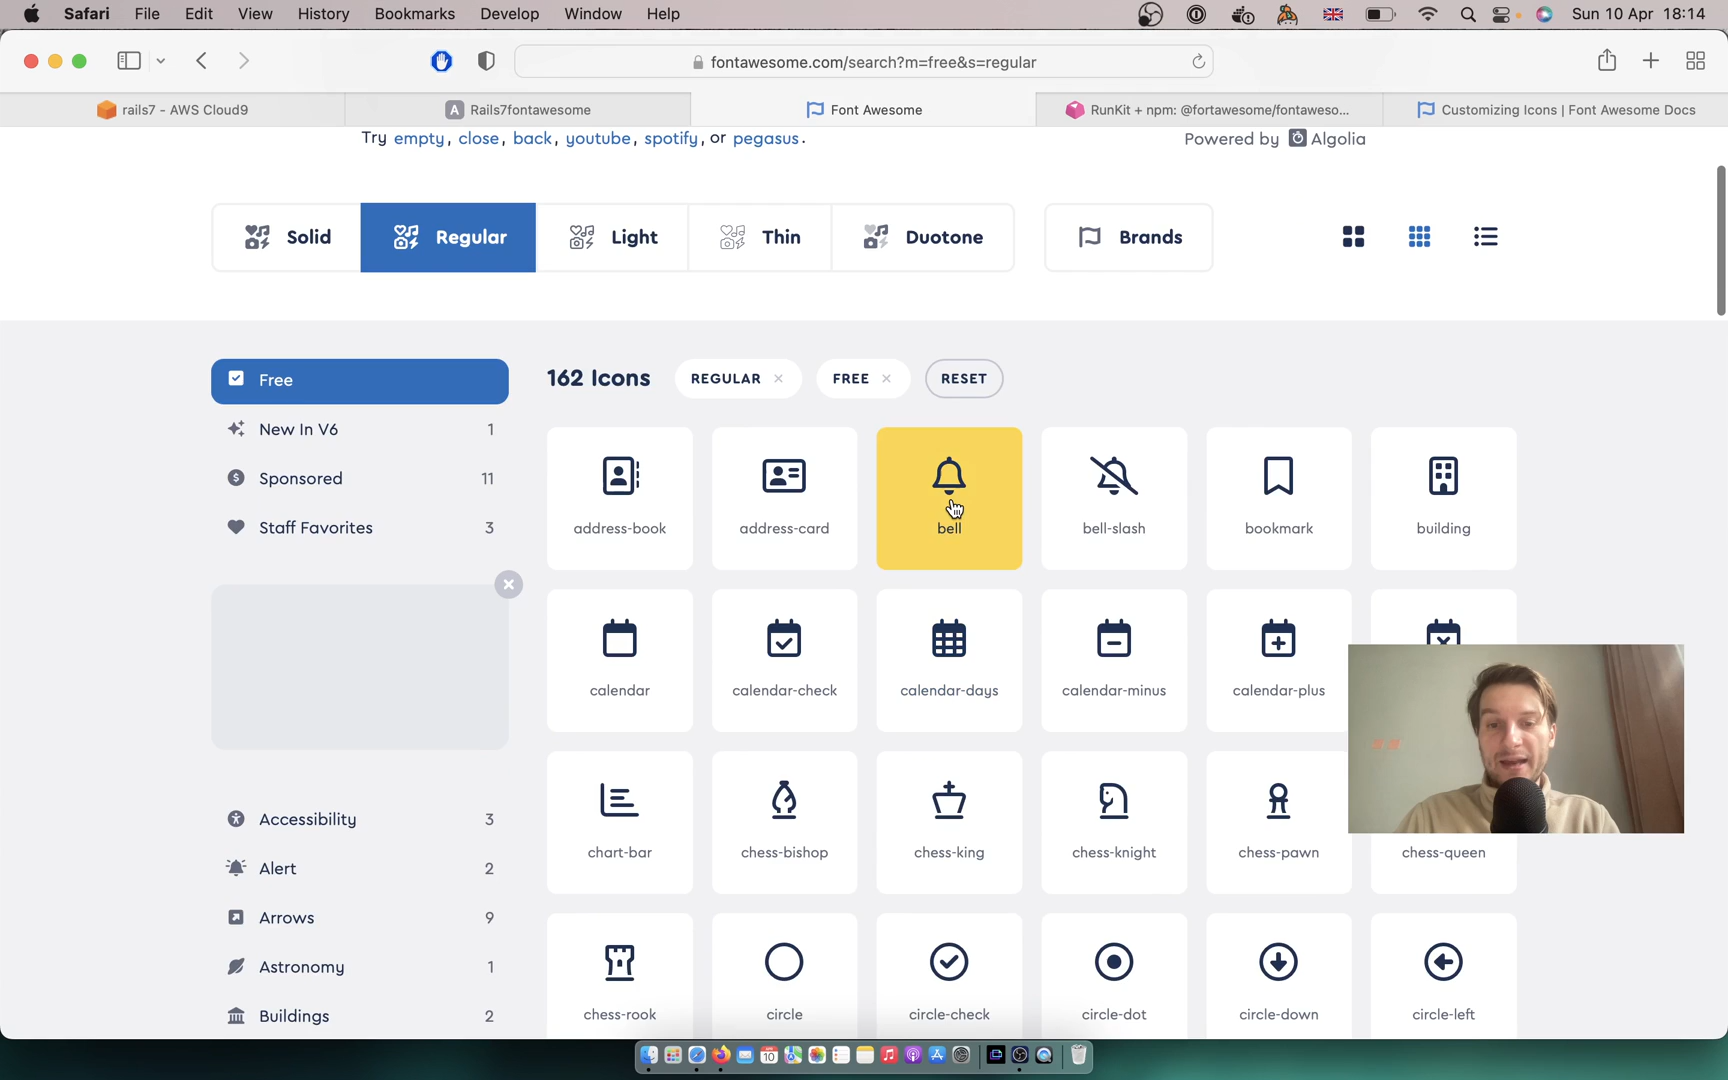 Safari File Edit View History Bookmarks Develop Window Help Sun 10 Apr 18:14
fontawesome.com/search?m=free&s=regular
rails7 - AWS Cloud9 Rails7fontawesome Font Awesome RunKit + npm: @fortawesome/fontaweso... Customizing Icons | Font Awesome Docs
Try empty, close, back, youtube, spotify, or pegasus. Powered by Algolia
Solid Regular Light Thin Duotone Brands
Free
162 Icons REGULAR × FREE × RESET
New In V6 1
Sponsored 11
Staff Favorites 3
address-book address-card bell bell-slash bookmark building
calendar calendar-check calendar-days calendar-minus calendar-plus
chart-bar chess-bishop chess-king chess-knight chess-pawn chess-queen
Accessibility 3
Alert 2
Arrows 9
Astronomy 1
Buildings 2
chess-rook circle circle-check circle-dot circle-down circle-left